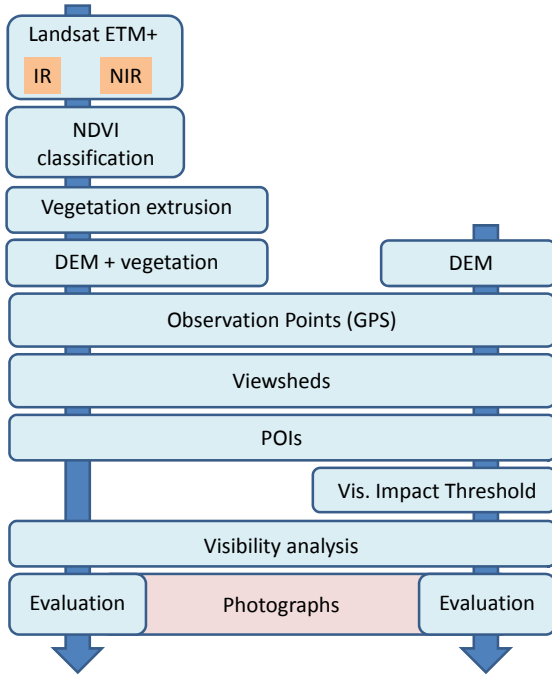 Landsat ETM+
IR NIR
NDVI
classification
Vegetation extrusion
DEM + vegetation DEM
Observation Points (GPS)
Viewsheds
POIs
Vis. Impact Threshold
Visibility analysis
Evaluation Photographs Evaluation